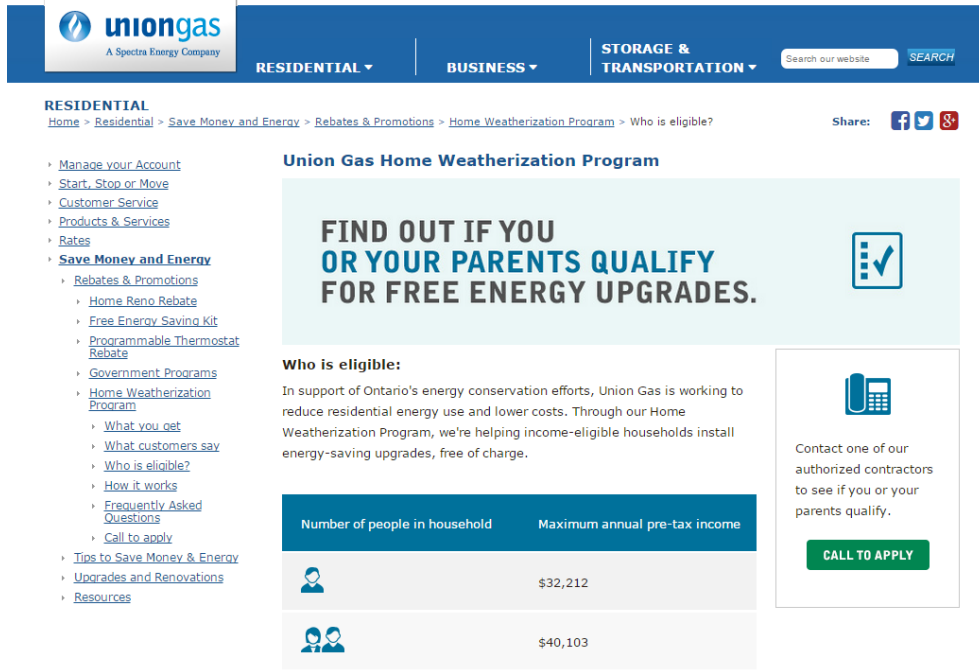 uniongas
A Spectra Energy Company
RESIDENTIAL
BUSINESS
STORAGE &
TRANSPORTATION
Search our website
SEARCH
RESIDENTIAL
Home > Residential > Save Money and Energy > Rebates & Promotions > Home Weatherization Program > Who is eligible?
Share:
Manage your Account
Start, Stop or Move
Customer Service
Products & Services
Rates
Save Money and Energy
Rebates & Promotions
Home Reno Rebate
Free Energy Saving Kit
Programmable Thermostat
Rebate
Government Programs
Home Weatherization
Program
What you get
What customers say
Who is eligible?
How it works
Frequently Asked
Questions
Call to apply
Tips to Save Money & Energy
Upgrades and Renovations
Resources
Union Gas Home Weatherization Program
FIND OUT IF YOU
OR YOUR PARENTS QUALIFY
FOR FREE ENERGY UPGRADES.
Who is eligible:
In support of Ontario's energy conservation efforts, Union Gas is working to
reduce residential energy use and lower costs. Through our Home
Weatherization Program, we're helping income-eligible households install
energy-saving upgrades, free of charge.
Number of people in household Maximum annual pre-tax income
$32,212
$40,103
Contact one of our
authorized contractors
to see if you or your
parents qualify.
CALL TO APPLY